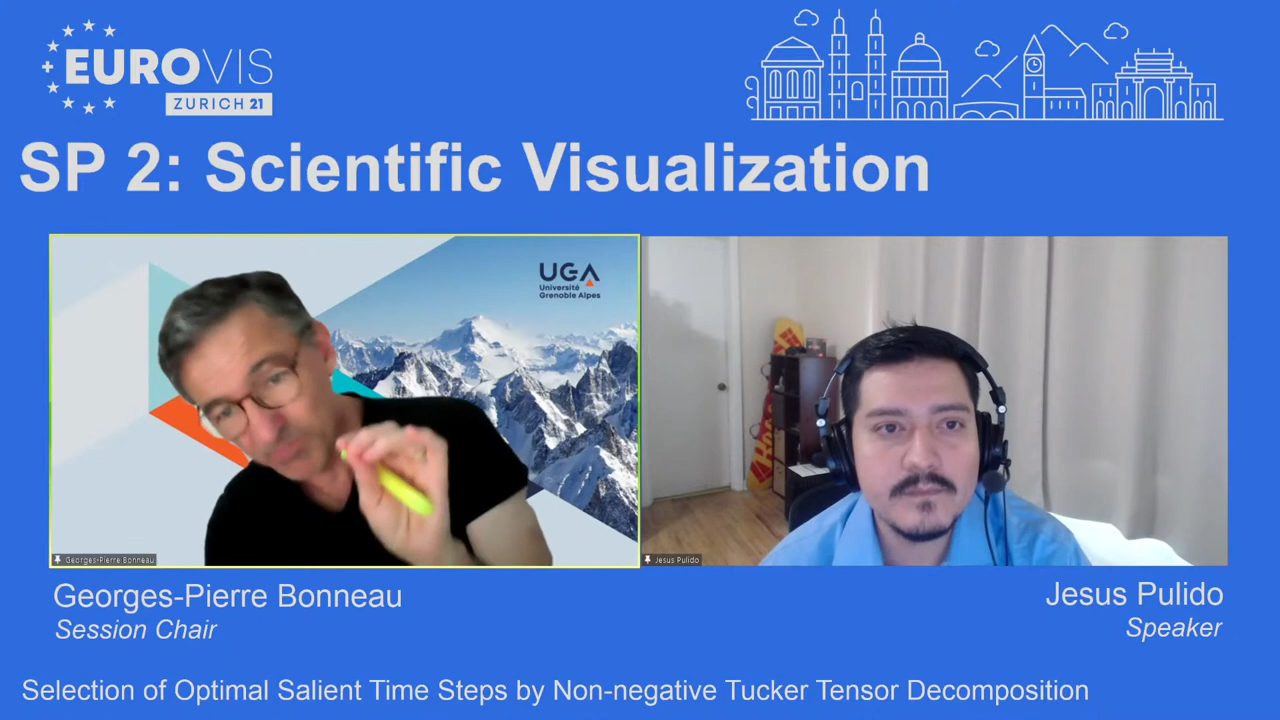 EUROVIS
ZURICH 21
SP 2: Scientific Visualization
UGA
Université
Grenoble Alpes
Georges-Pierre Bonneau
Jesus Pulido
Georges-Pierre Bonneau
Session Chair
Jesus Pulido
Speaker
Selection of Optimal Salient Time Steps by Non-negative Tucker Tensor Decomposition